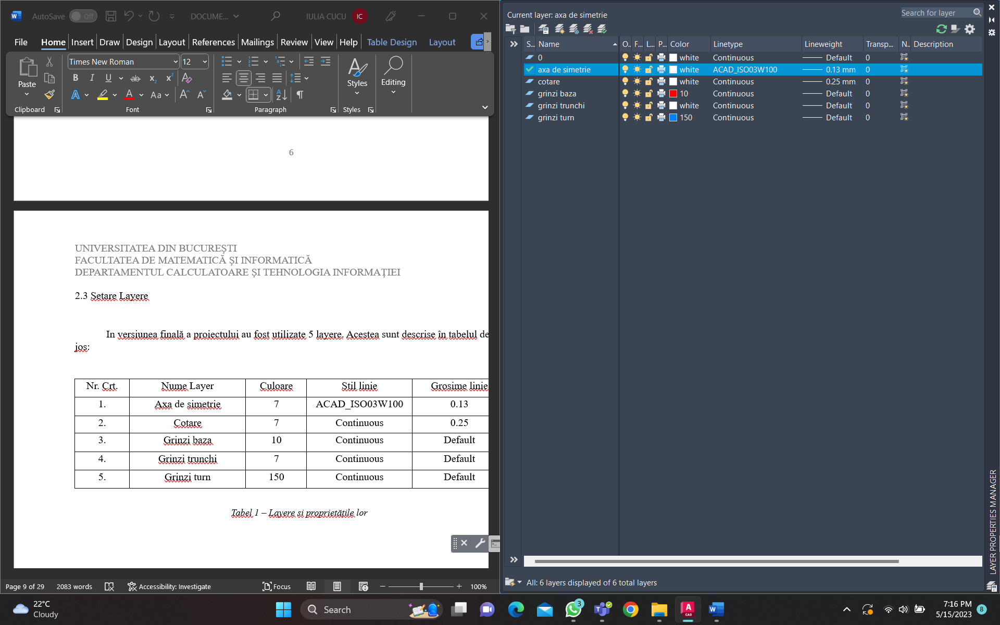 AutoSave Off DOCUME... IULIA CUCU IC
File Home Insert Draw Design Layout References Mailings Review View Help Table Design Layout
Times New Roman 12
Paste Styles Editing
Clipboard Font Paragraph Styles
6
UNIVERSITATEA DIN BUCUREŞTI
FACULTATEA DE MATEMATICĂ ŞI INFORMATICĂ
DEPARTAMENTUL CALCULATOARE ŞI TEHNOLOGIA INFORMAŢIEI
2.3 Setare Layere
In versiunea finală a proiectului au fost utilizate 5 layere. Acestea sunt descrise în tabelul de
jos:
Nr. Crt. Nume Layer Culoare Stil linie Grosime linie
1. Axa de simetrie 7 ACAD_ISO03W100 0.13
2. Cotare 7 Continuous 0.25
3. Grinzi baza 10 Continuous Default
4. Grinzi trunchi 7 Continuous Default
5. Grinzi turn 150 Continuous Default
Tabel 1 – Layere si proprietăţile lor
Page 9 of 29 2083 words Accessibility: Investigate Focus 100%
Current layer: axa de simetrie
Search for layer
S... Name O.. F... L... P... Color Linetype Lineweight Transp... N.. Description
0 white Continuous Default 0
axa de simetrie white ACAD_ISO03W100 0.13 mm 0
cotare white Continuous 0.25 mm 0
grinzi baza 10 Continuous Default 0
grinzi trunchi white Continuous Default 0
grinzi turn 150 Continuous Default 0
All: 6 layers displayed of 6 total layers
LAYER PROPERTIES MANAGER
22°C
Cloudy
Search
3
7:16 PM
5/15/2023
8